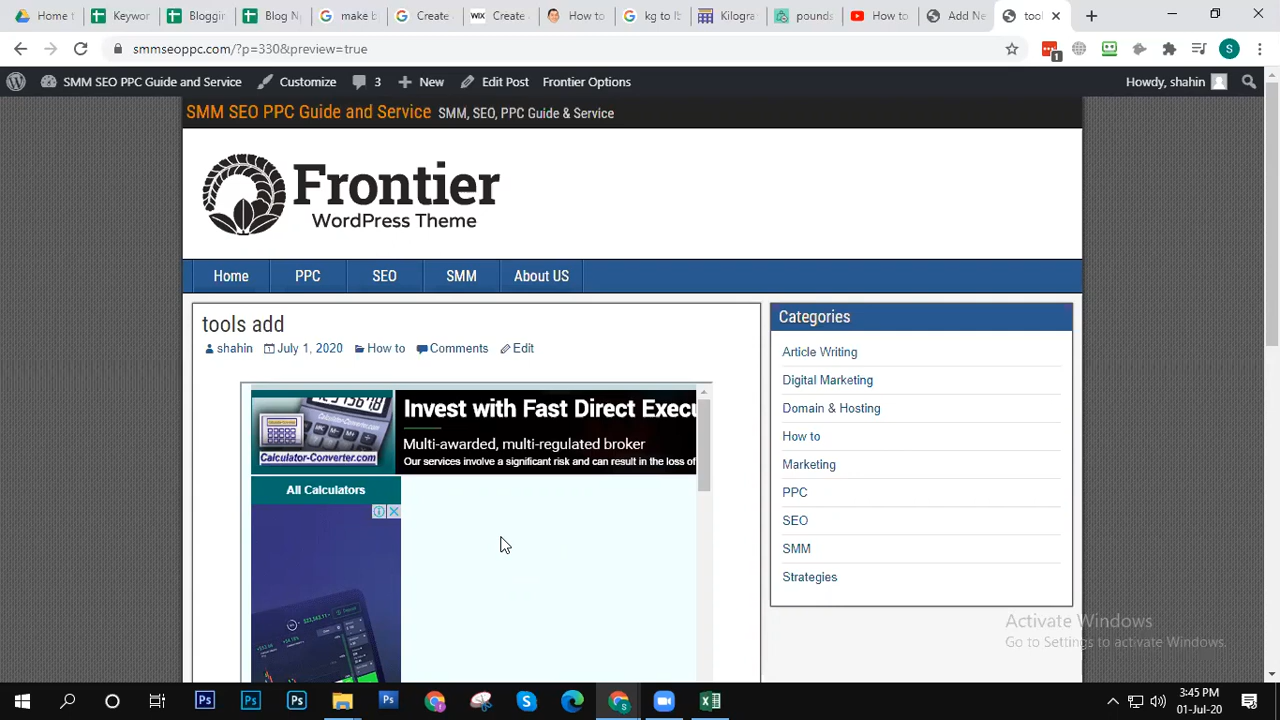 Home f
Keywor
Bloggin
Blog N
make b
Create
WIX Create
How to
kg to lb
Kilogra
pounds
How to
Add Ne
tool
smmseoppc.com/?p=330&preview=true
1
S
SMM SEO PPC Guide and Service
Customize
3
New
Edit Post
Frontier Options
Howdy, shahin
SMM SEO PPC Guide and Service
SMM, SEO, PPC Guide & Service
Frontier
WordPress Theme
Home
PPC
SEO
SMM
About US
tools add
shahin
July 1, 2020
How to
Comments
Edit
Calculator-Converter.com
Invest with Fast Direct Execu
Multi-awarded, multi-regulated broker
Our services involve a significant risk and can result in the loss of
All Calculators
Categories
Article Writing
Digital Marketing
Domain & Hosting
How to
Marketing
PPC
SEO
SMM
Strategies
Activate Windows
Go to Settings to activate Windows.
3:45 PM
01-Jul-20